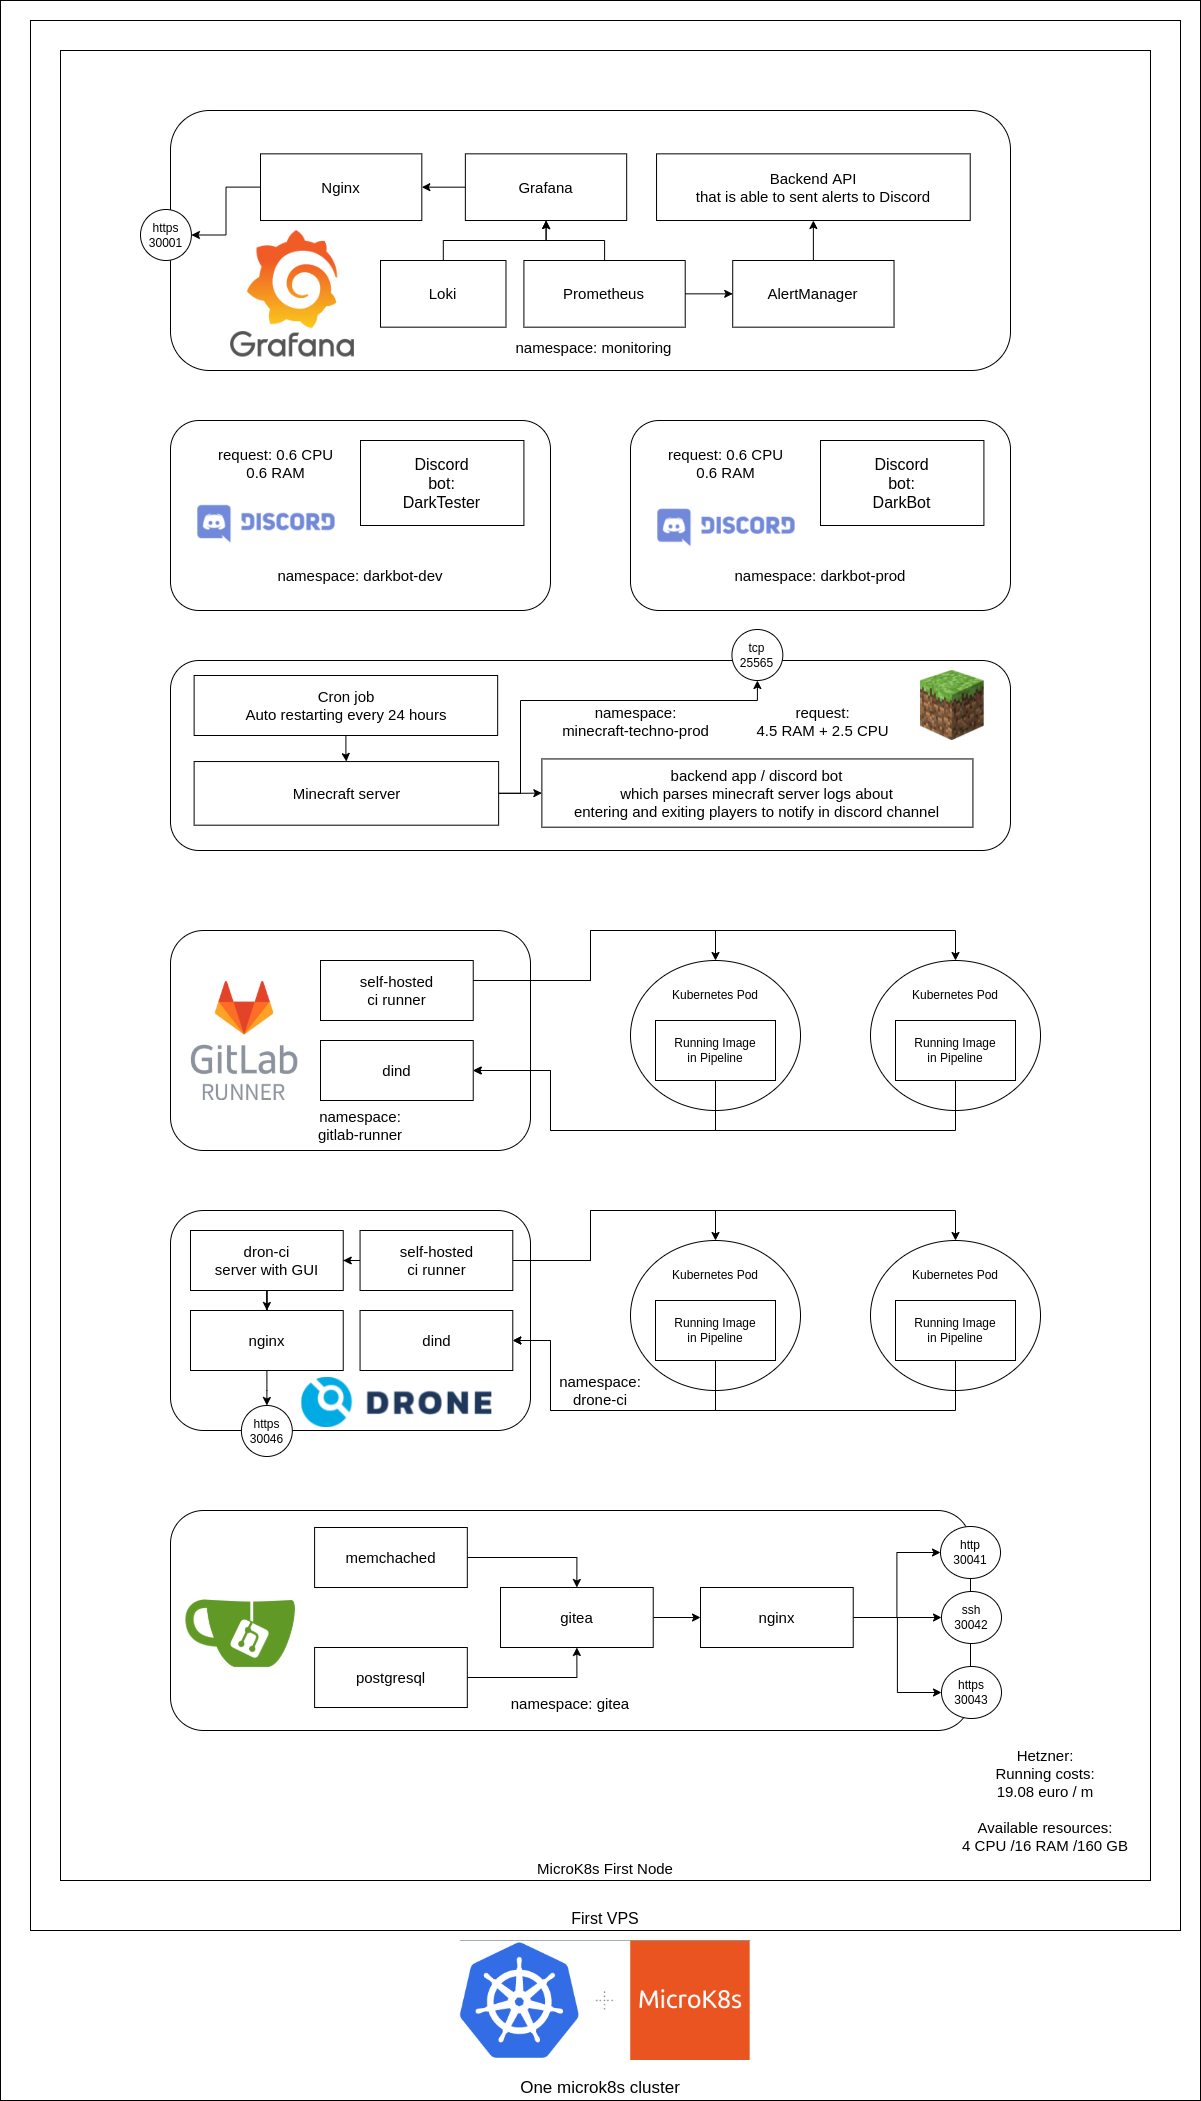 Nginx
Grafana
Backend API
that is able to sent alerts to Discord
https
30001
Loki
Prometheus
AlertManager
Grafana
namespace: monitoring
request: 0.6 CPU
0.6 RAM
Discord
bot:
DarkTester
DISCORD
namespace: darkbot-dev
request: 0.6 CPU
0.6 RAM
Discord
bot:
DarkBot
DISCORD
namespace: darkbot-prod
tcp
25565
Cron job
Auto restarting every 24 hours
namespace:
minecraft-techno-prod
request:
4.5 RAM + 2.5 CPU
Minecraft server
backend app / discord bot
which parses minecraft server logs about
entering and exiting players to notify in discord channel
self-hosted
ci runner
GitLab
RUNNER
dind
namespace:
gitlab-runner
Kubernetes Pod
Running Image
in Pipeline
Kubernetes Pod
Running Image
in Pipeline
dron-ci
server with GUI
self-hosted
ci runner
nginx
dind
DRONE
https
30046
namespace:
drone-ci
Kubernetes Pod
Running Image
in Pipeline
Kubernetes Pod
Running Image
in Pipeline
memchached
gitea
nginx
postgresql
namespace: gitea
http
30041
ssh
30042
https
30043
Hetzner:
Running costs:
19.08 euro / m
Available resources:
4 CPU /16 RAM /160 GB
MicroK8s First Node
First VPS
MicroK8s
One microk8s cluster